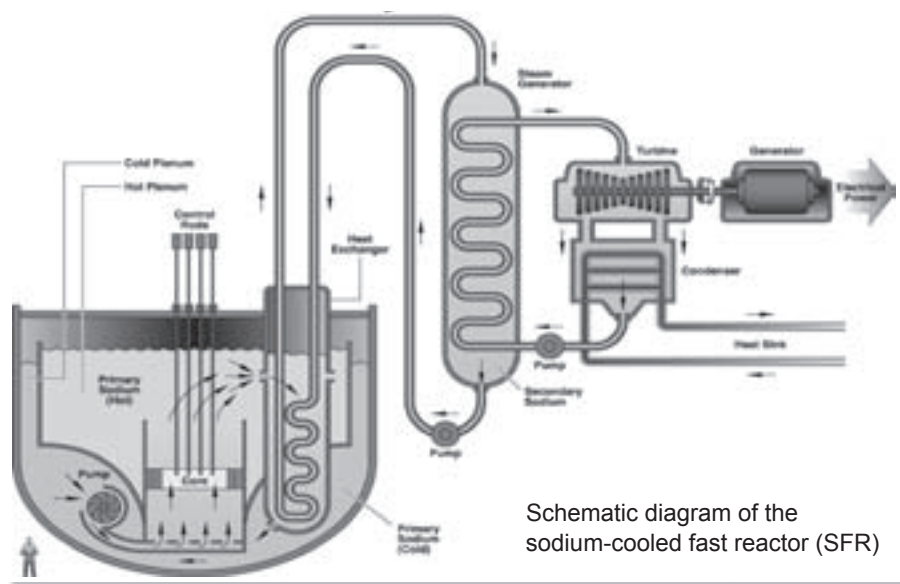 Steam
Generator
Turbine
Generator
Electrical
Power
Cold Plenum
Hot Plenum
Control
Rods
Heat
Exchanger
Condenser
Heat Sink
Pump
Secondary
Sodium
Pump
Primary
Sodium
(Hot)
Pump
Core
Primary
Sodium
(Cold)
Schematic diagram of the
sodium-cooled fast reactor (SFR)